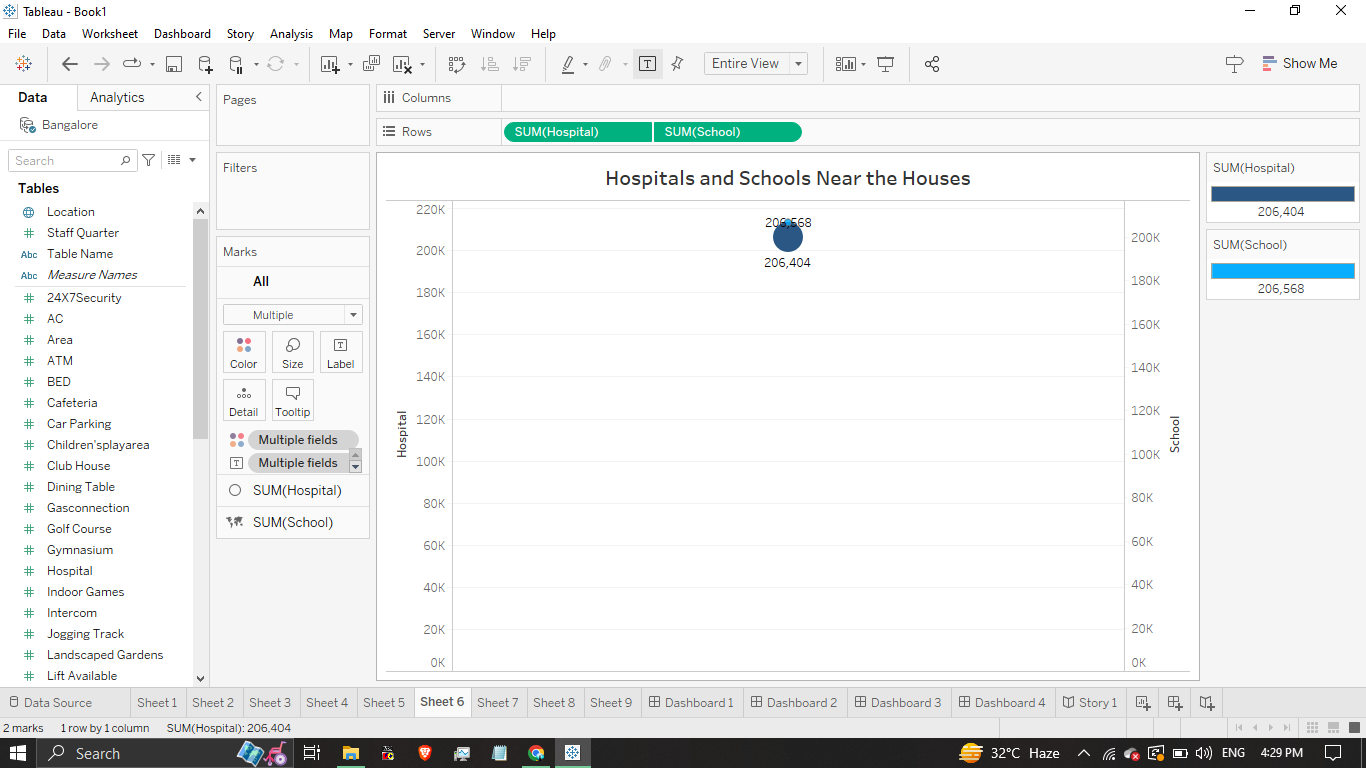 Tableau - Book1
File Data Worksheet Dashboard Story Analysis Map Format Server Window Help
Entire View
Show Me
Data Analytics
Bangalore
Search
Tables
Location
Staff Quarter
Abc Table Name
Abc Measure Names
24X7Security
AC
Area
ATM
BED
Cafeteria
Car Parking
Children'splayarea
Club House
Dining Table
Gasconnection
Golf Course
Gymnasium
Hospital
Indoor Games
Intercom
Jogging Track
Landscaped Gardens
Lift Available
Pages
Filters
Marks
All
Multiple
Color Size Label
Detail Tooltip
Multiple fields
Multiple fields
SUM(Hospital)
SUM(School)
Columns
Rows SUM(Hospital) SUM(School)
Hospitals and Schools Near the Houses
220K
200K
180K
160K
140K
120K
100K
80K
60K
40K
20K
0K
Hospital
206,568
206,404
200K
180K
160K
140K
120K
100K
80K
60K
40K
20K
0K
School
SUM(Hospital)
206,404
SUM(School)
206,568
Data Source Sheet 1 Sheet 2 Sheet 3 Sheet 4 Sheet 5 Sheet 6 Sheet 7 Sheet 8 Sheet 9 Dashboard 1 Dashboard 2 Dashboard 3 Dashboard 4 Story 1
2 marks 1 row by 1 column SUM(Hospital): 206,404
Search 32°C Haze ENG 4:29 PM